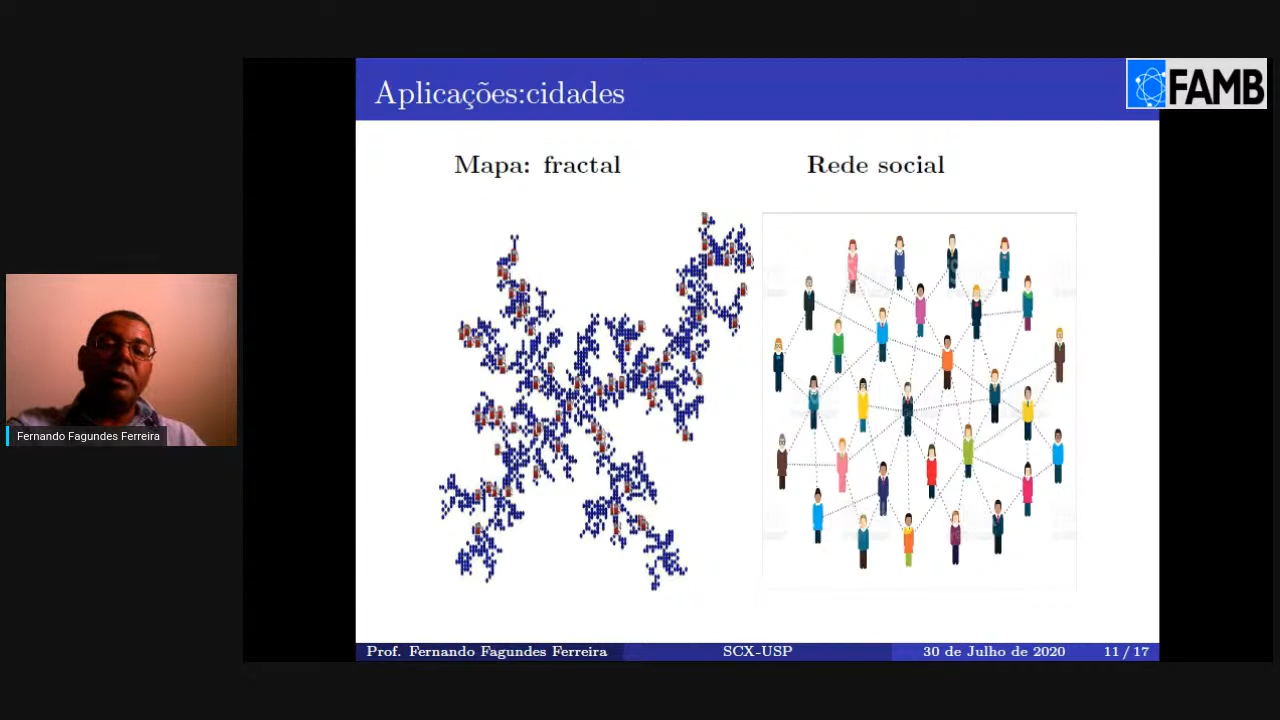 Aplicações:cidades
FAMB
Mapa: fractal
Rede social
Fernando Fagundes Ferreira
Prof. Fernando Fagundes Ferreira
SCX-USP
30 de Julho de 2020
11 / 17